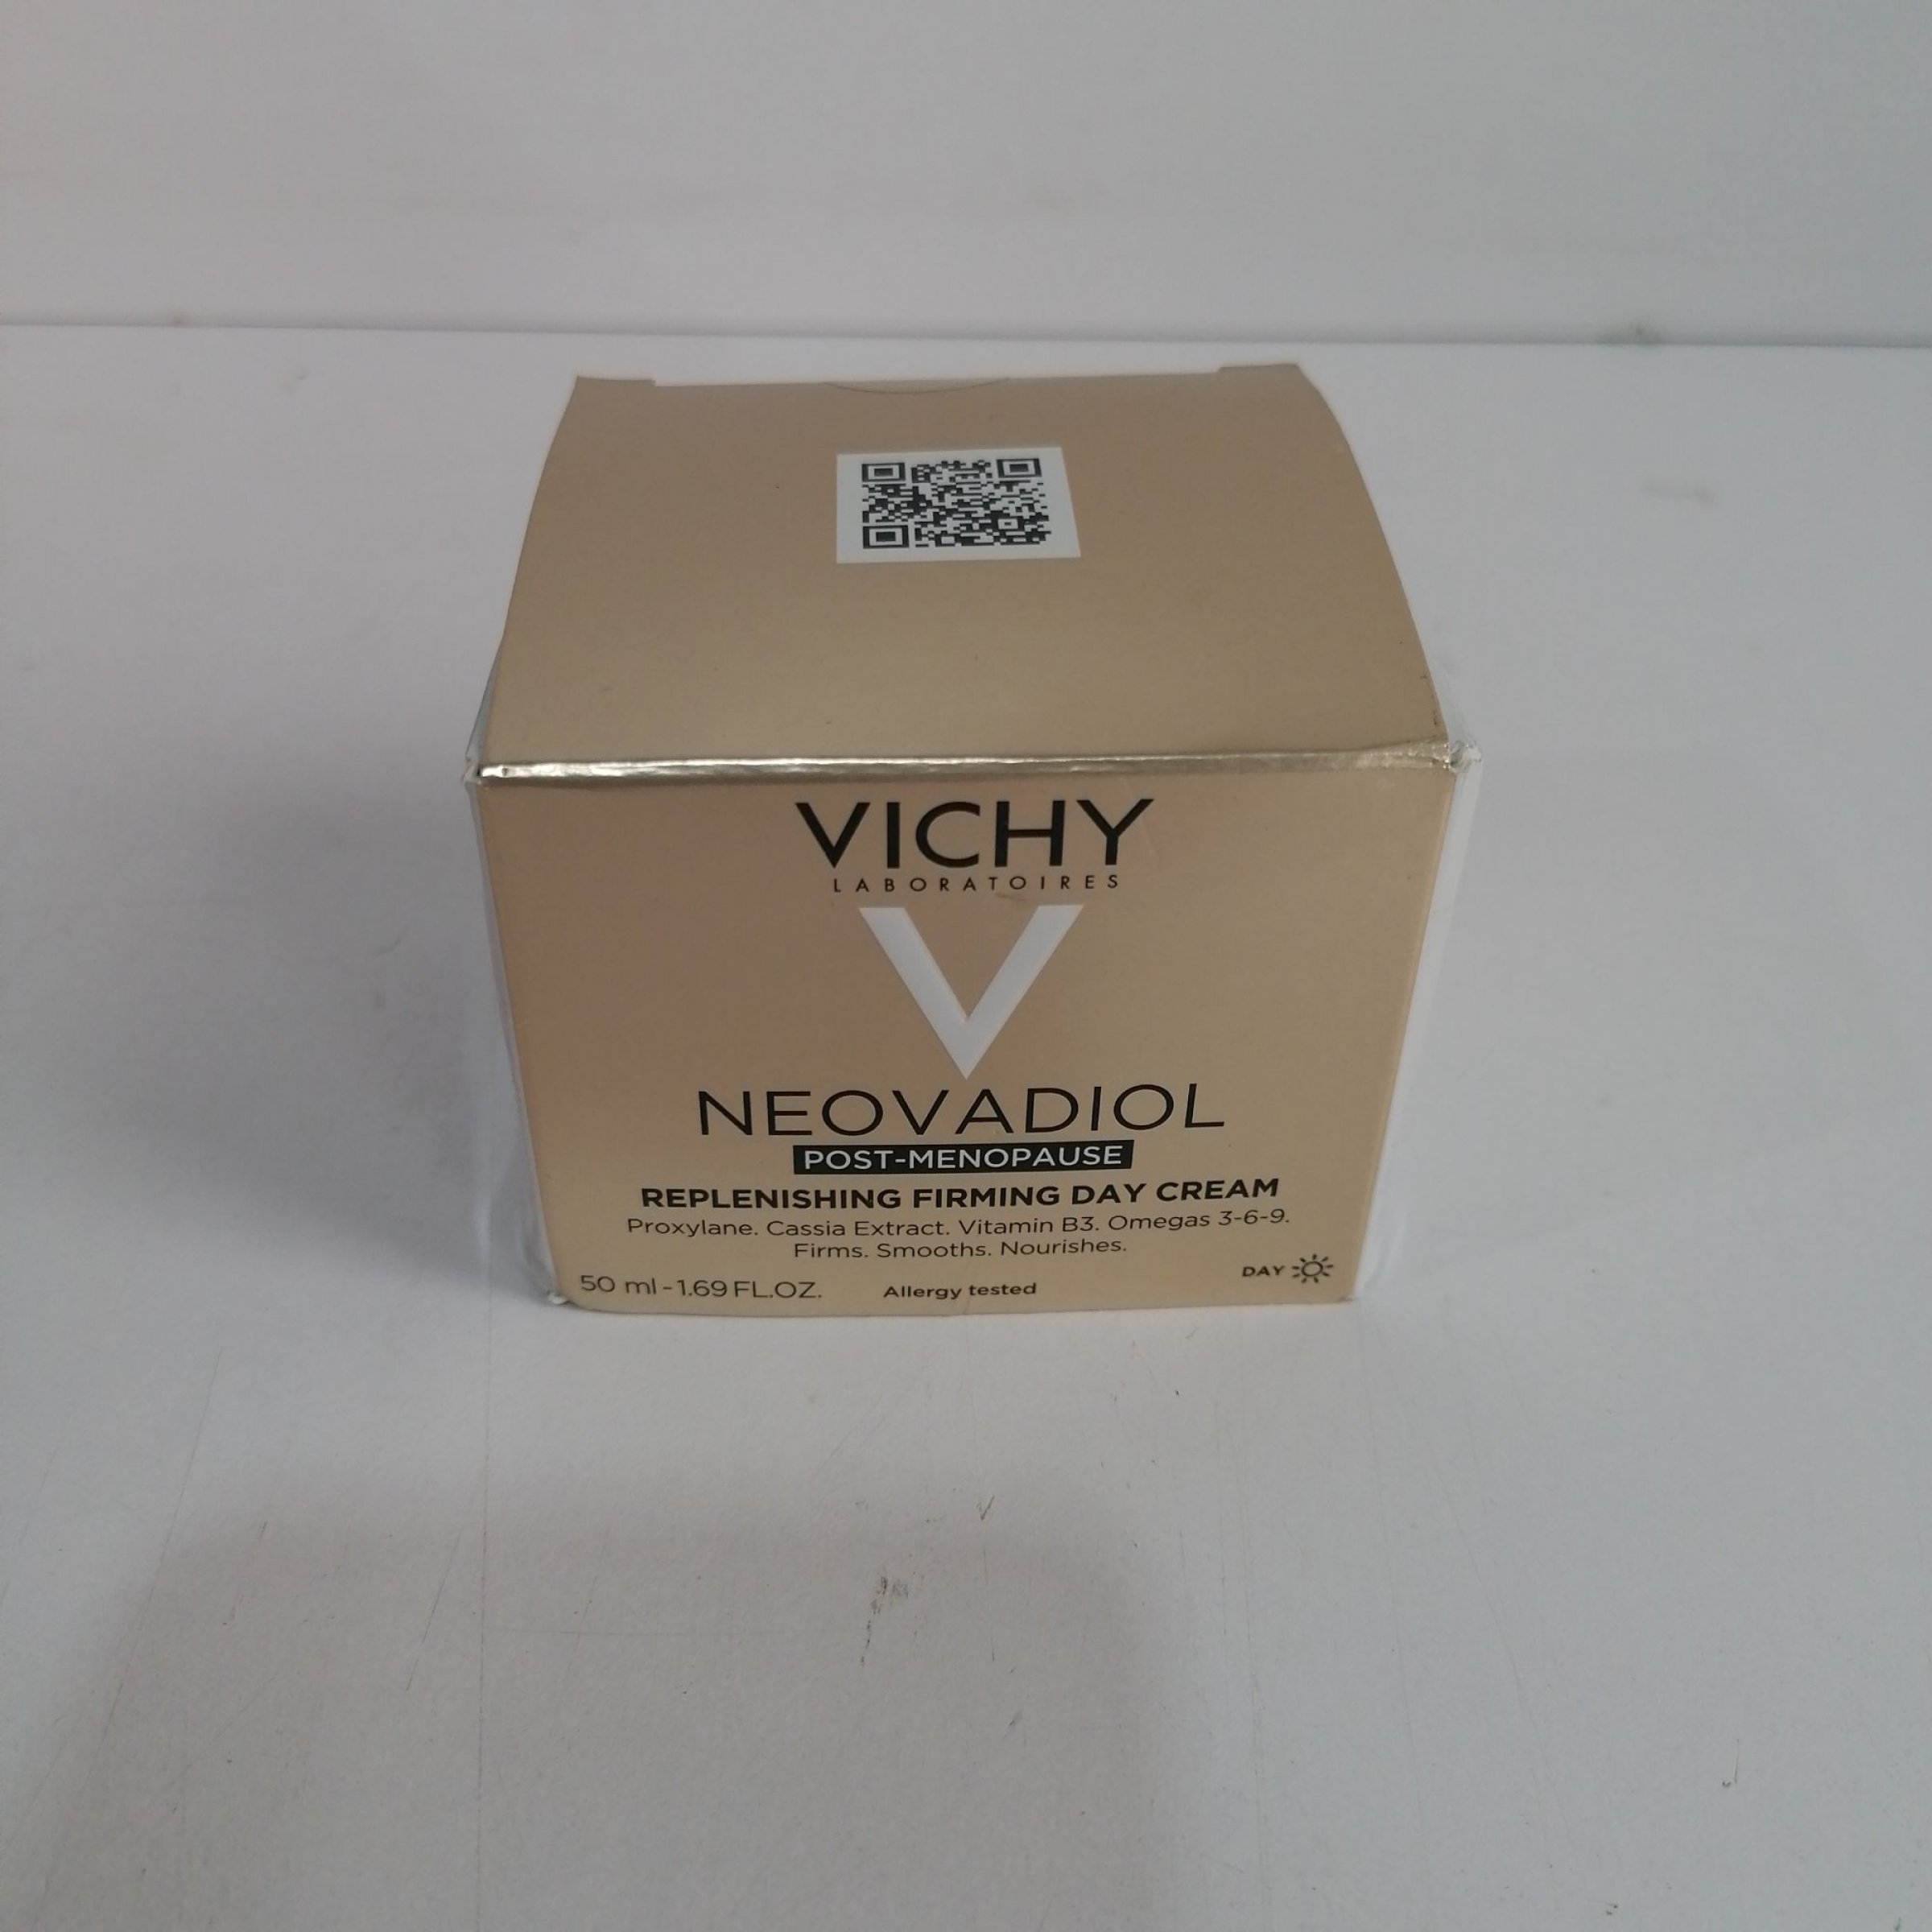 VICHY
LABORATOIRES
V
NEOVADIOL
POST-MENOPAUSE
REPLENISHING FIRMING DAY CREAM
Proxylane. Cassia Extract. Vitamin B3. Omegas 3-6-9.
Firms. Smooths. Nourishes.
DAY
50 ml - 1.69 FL.OZ. Allergy tested